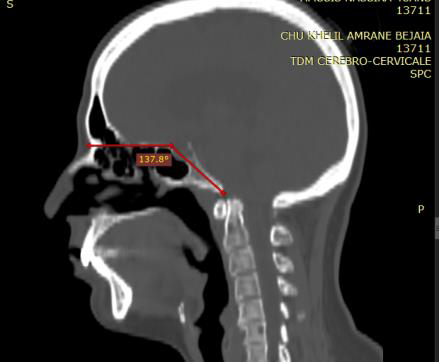 S
13711
CHU KHELIL AMRANE BEJAIA
13711
TDM CEREBRO-CERVICALE
SPC
137.8°
P